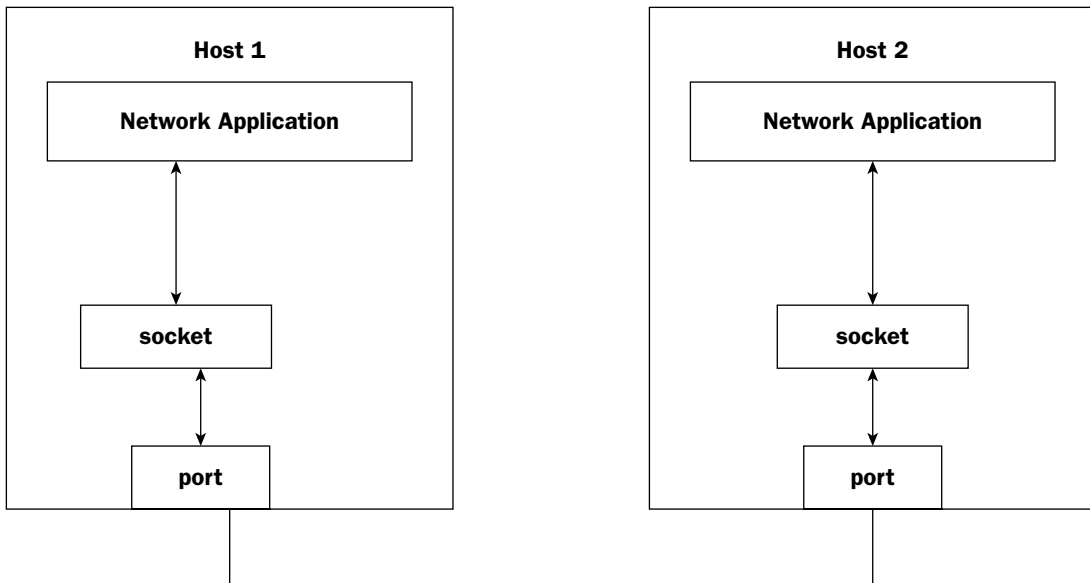 Host 1
Network Application
socket
port
Host 2
Network Application
socket
port